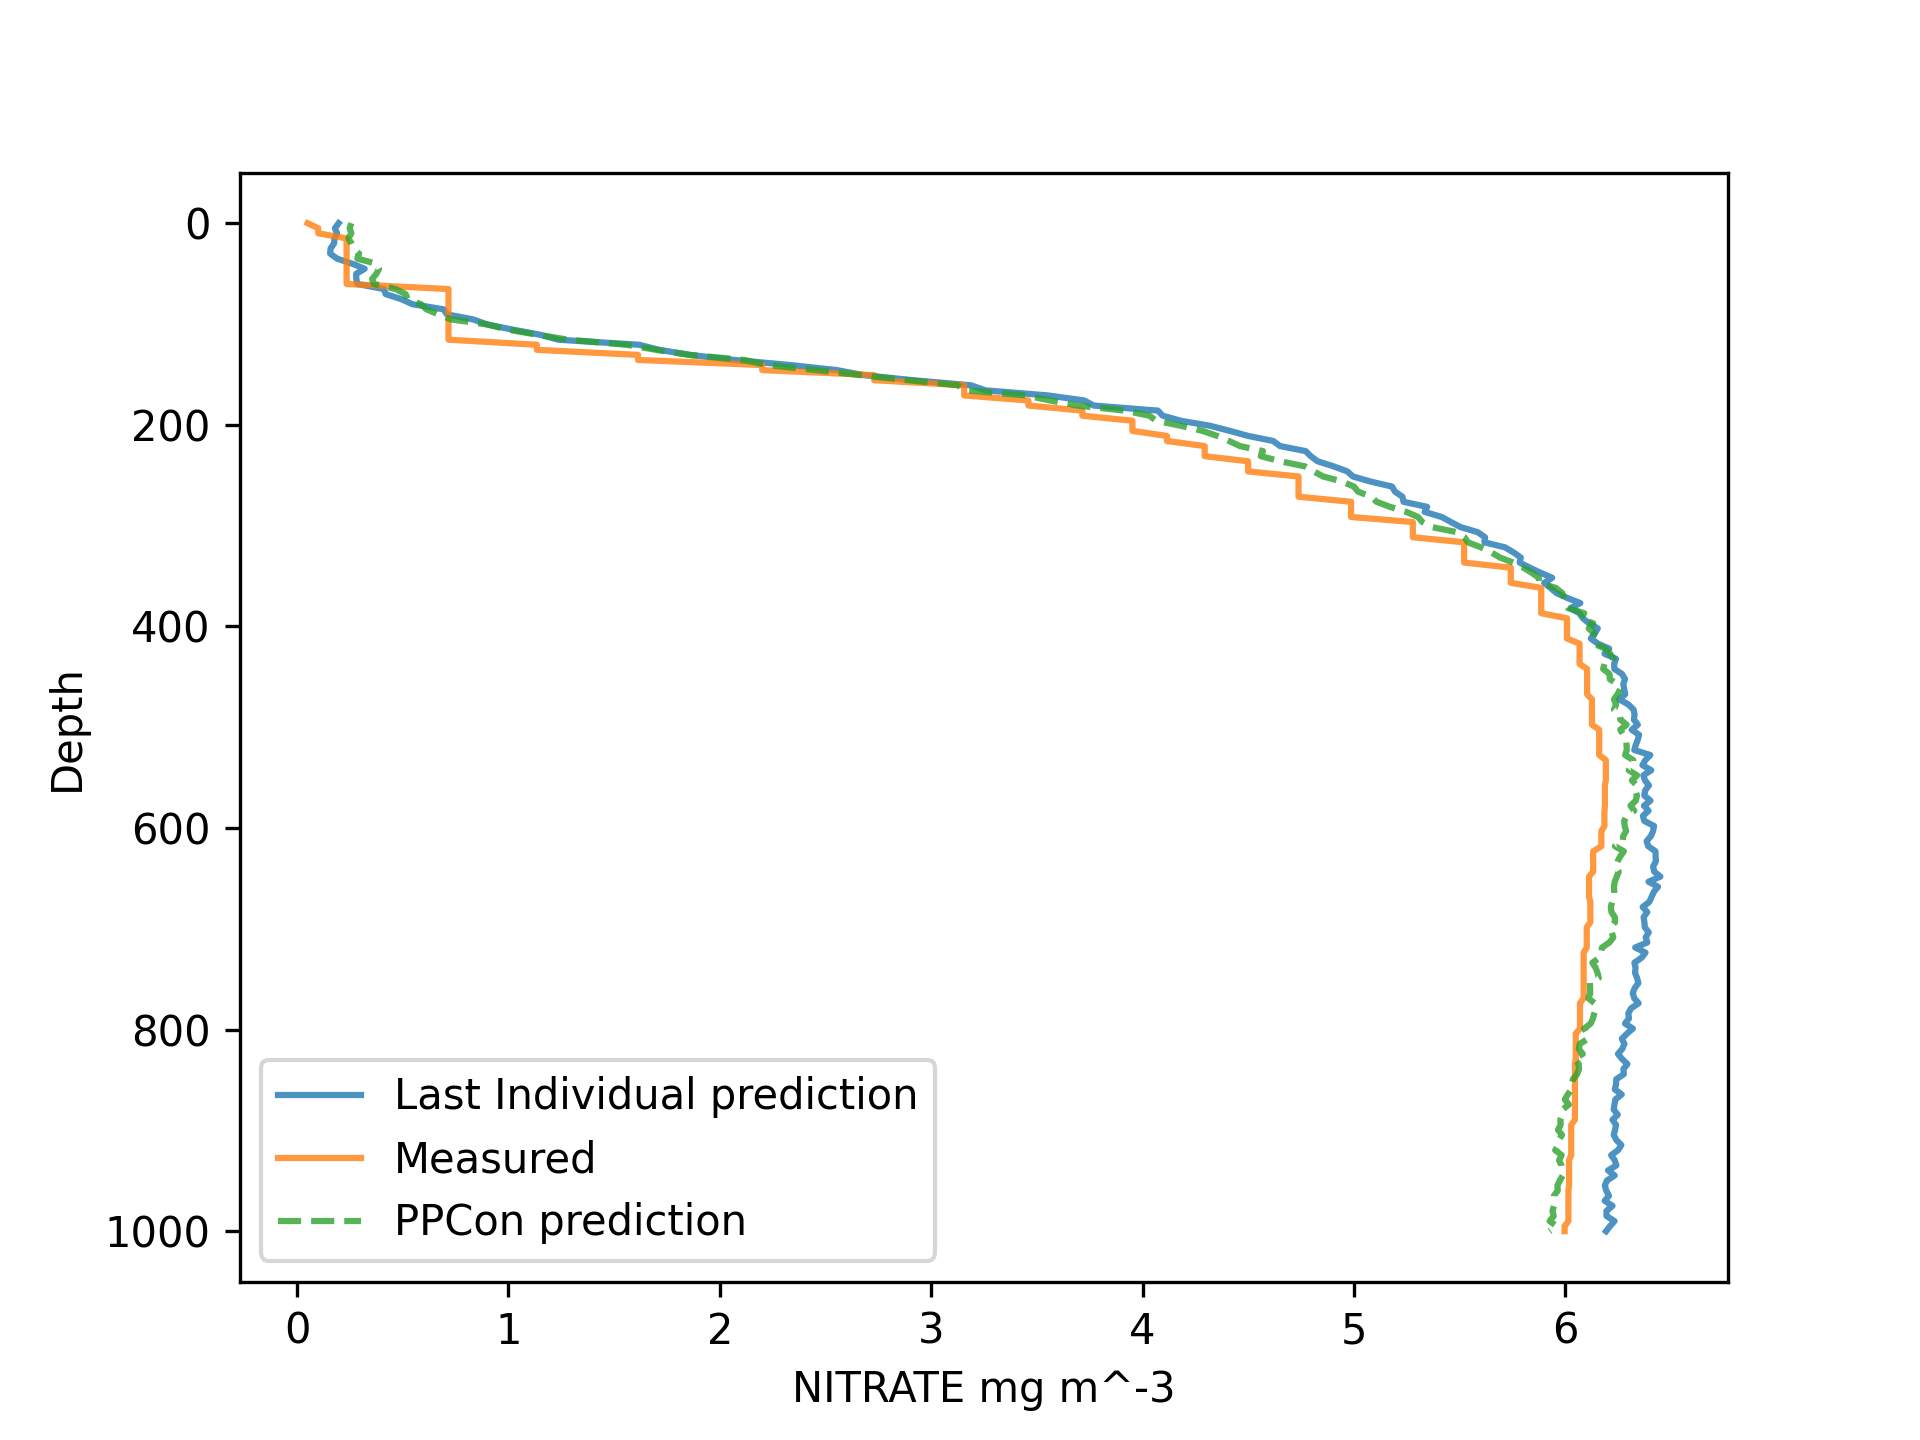 0
200
400
600
800
1000
Depth
Last Individual prediction
Measured
PPCon prediction
0 1 2 3 4 5 6
NITRATE mg m^-3